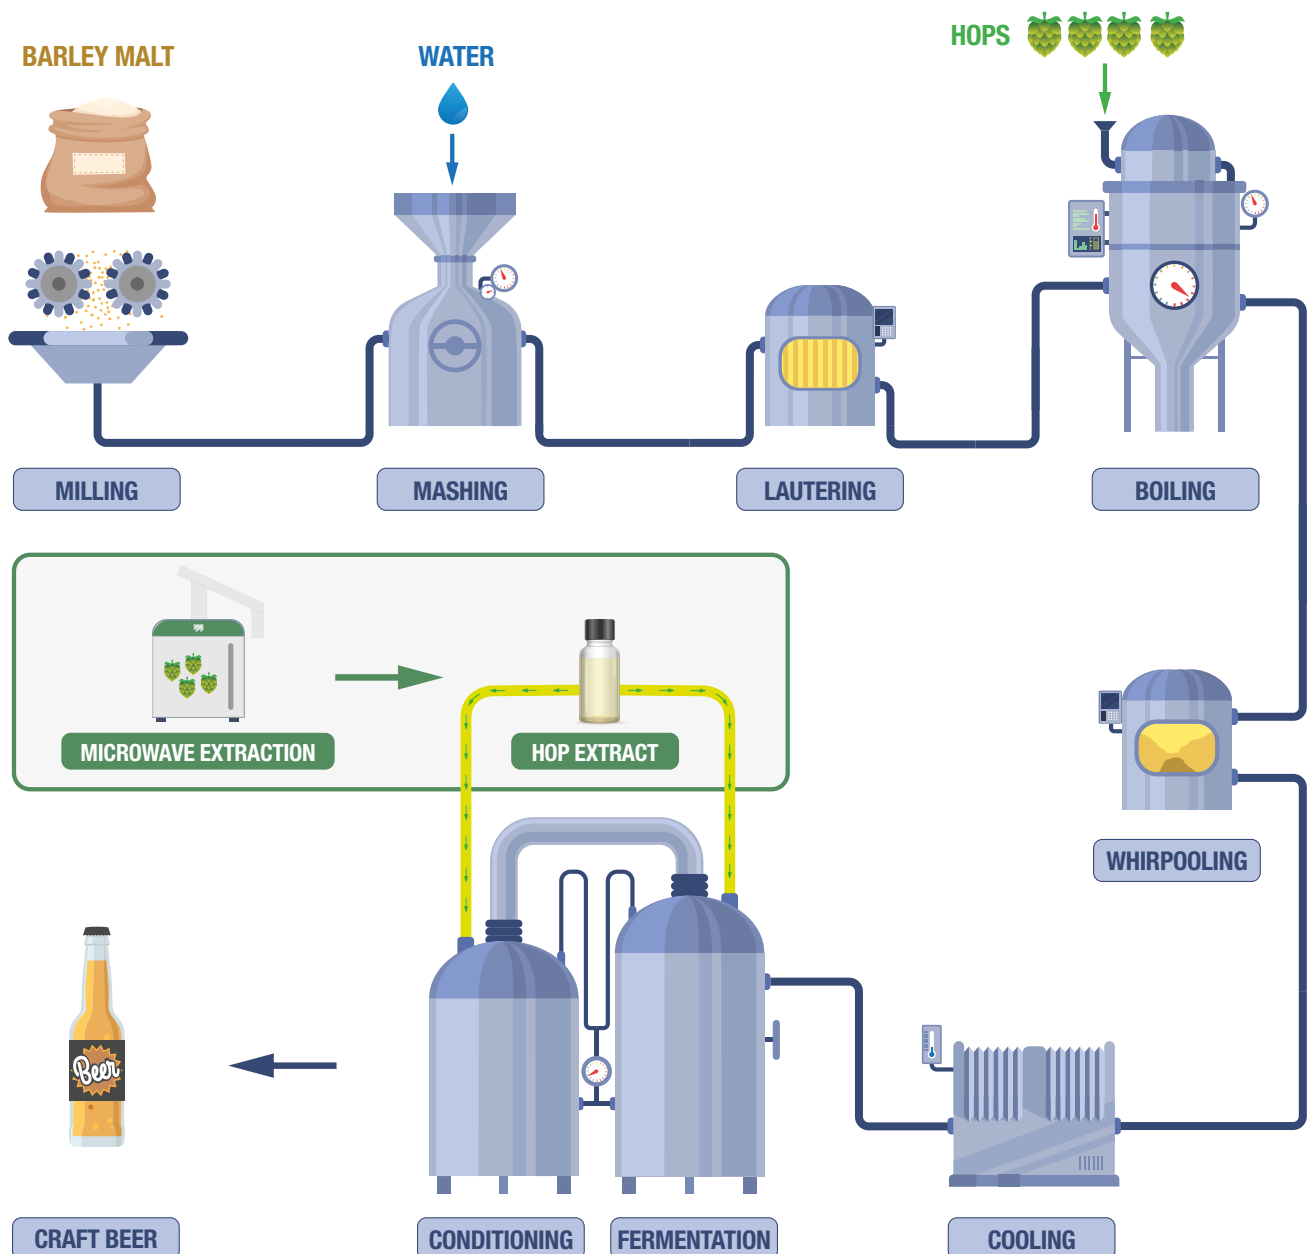 BARLEY MALT
WATER
HOPS
MILLING
MASHING
LAUTERING
BOILING
MICROWAVE EXTRACTION
HOP EXTRACT
WHIRPOOLING
Beer
CRAFT BEER
CONDITIONING
FERMENTATION
COOLING